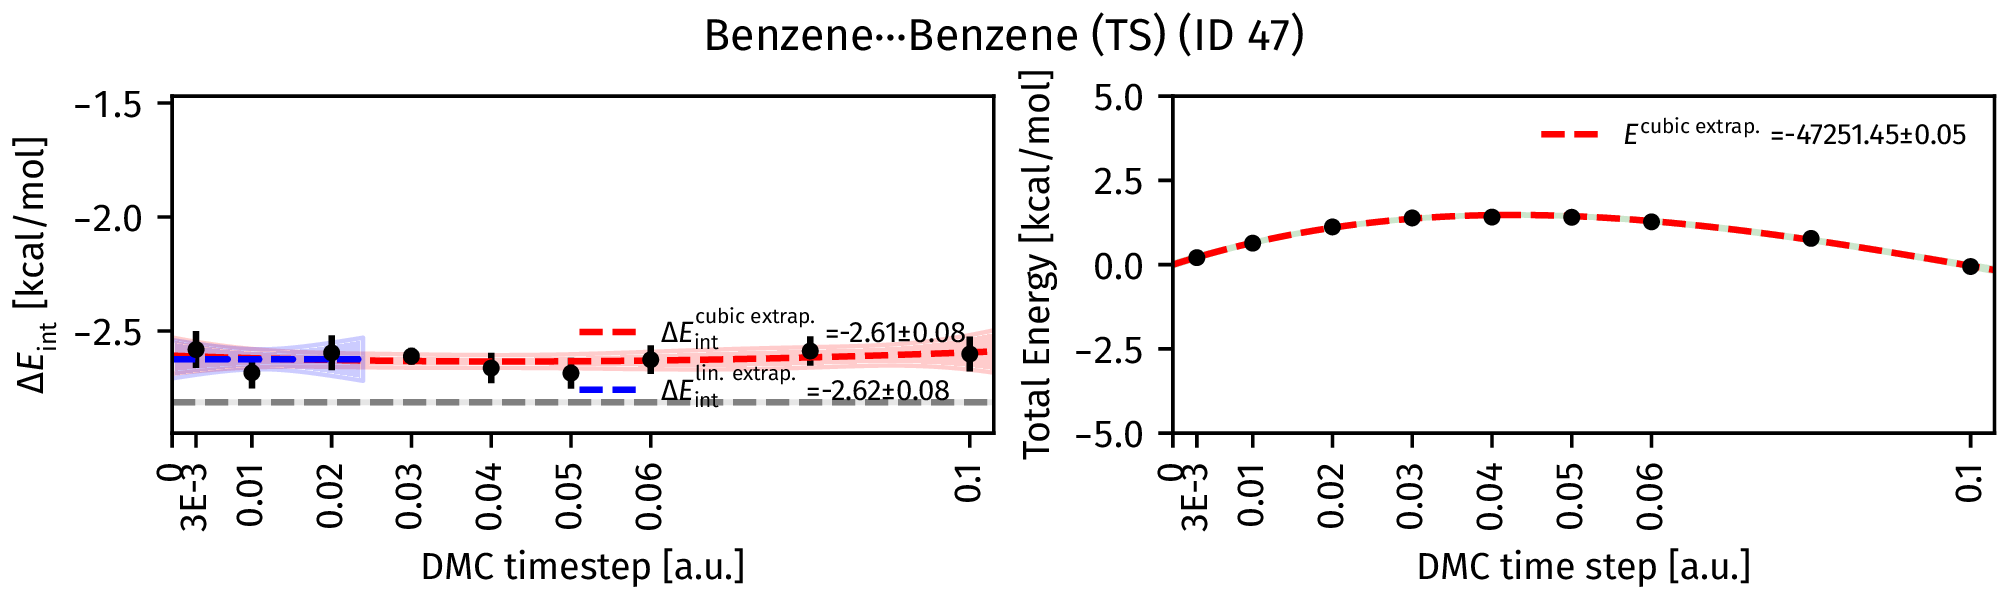 Benzene···Benzene (TS) (ID 47)
ΔE_int [kcal/mol]
−1.5
−2.0
−2.5
ΔE_int^cubic extrap. =-2.61±0.08
ΔE_int^lin. extrap. =-2.62±0.08
0
3E-3
0.01
0.02
0.03
0.04
0.05
0.06
0.1
DMC timestep [a.u.]
Total Energy [kcal/mol]
5.0
2.5
0.0
−2.5
−5.0
E^cubic extrap. =-47251.45±0.05
0
3E-3
0.01
0.02
0.03
0.04
0.05
0.06
0.1
DMC time step [a.u.]